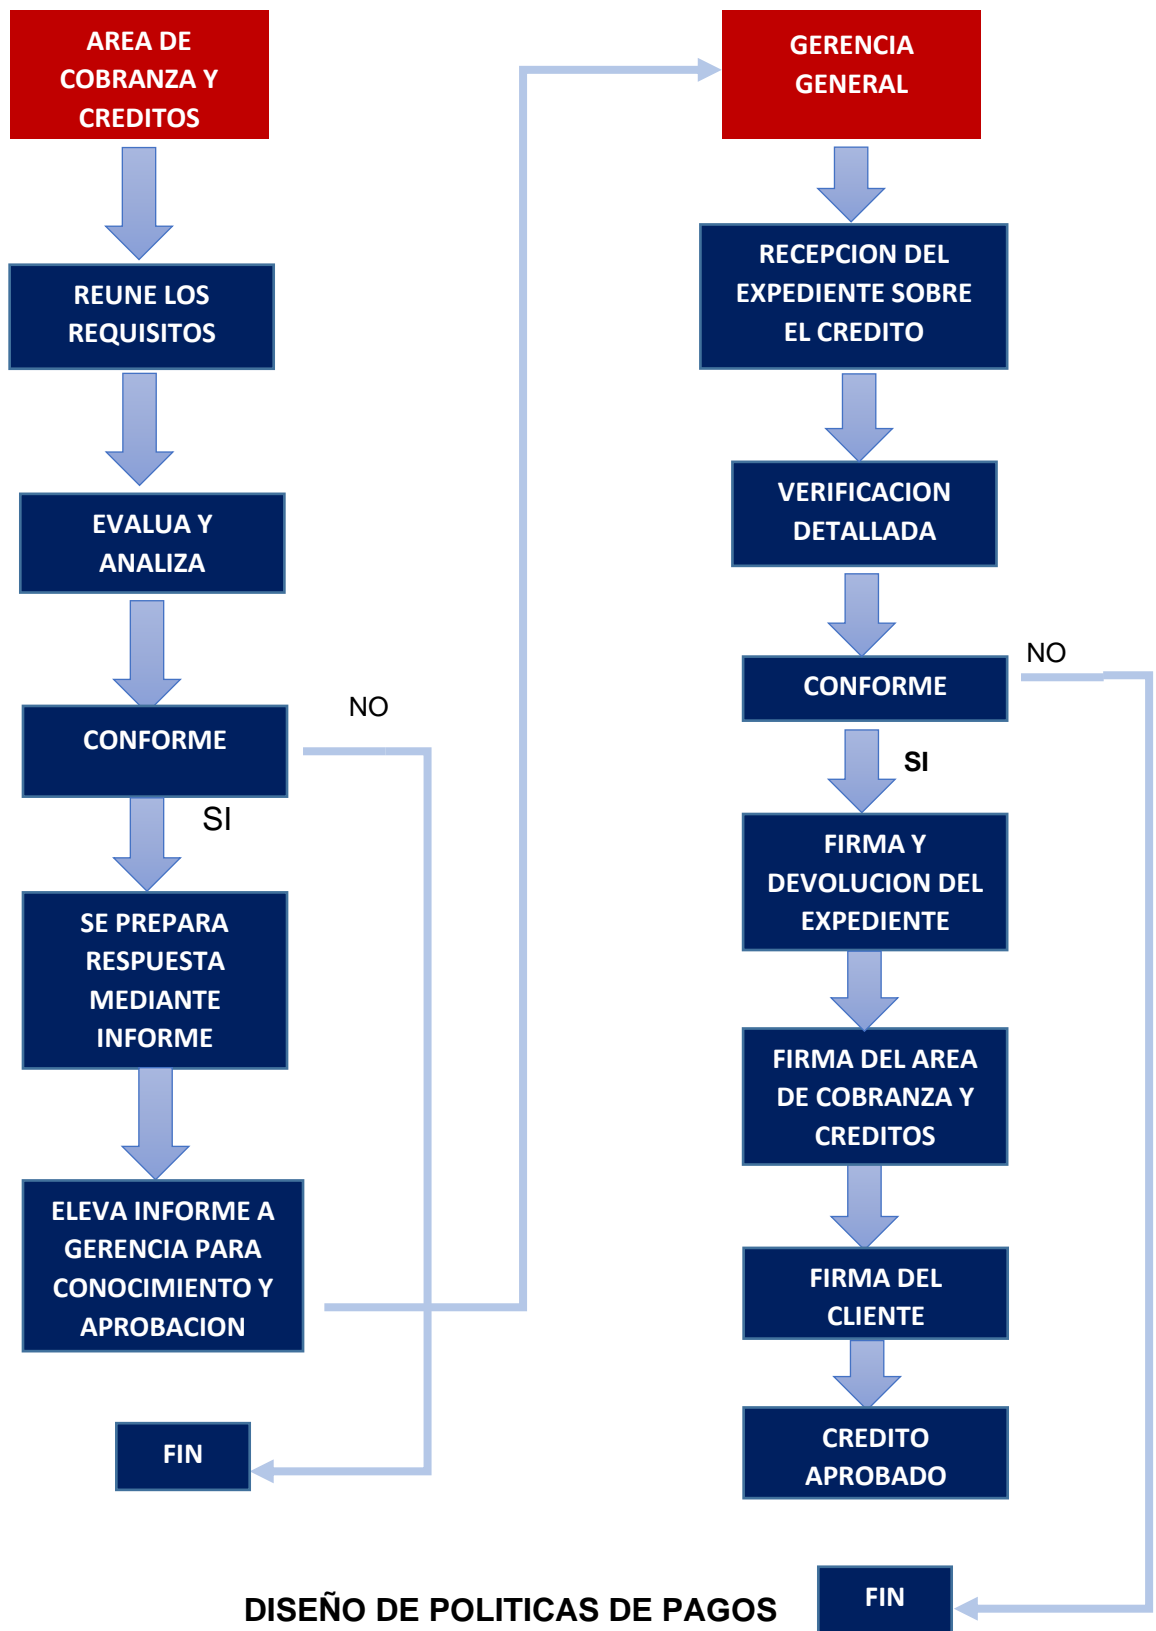 AREA DE
COBRANZA Y
CREDITOS
REUNE LOS
REQUISITOS
EVALUA Y
ANALIZA
CONFORME
NO
SI
SE PREPARA
RESPUESTA
MEDIANTE
INFORME
ELEVA INFORME A
GERENCIA PARA
CONOCIMIENTO Y
APROBACION
FIN
GERENCIA
GENERAL
RECEPCION DEL
EXPEDIENTE SOBRE
EL CREDITO
VERIFICACION
DETALLADA
CONFORME
NO
SI
FIRMA Y
DEVOLUCION DEL
EXPEDIENTE
FIRMA DEL AREA
DE COBRANZA Y
CREDITOS
FIRMA DEL
CLIENTE
CREDITO
APROBADO
FIN
DISEÑO DE POLITICAS DE PAGOS